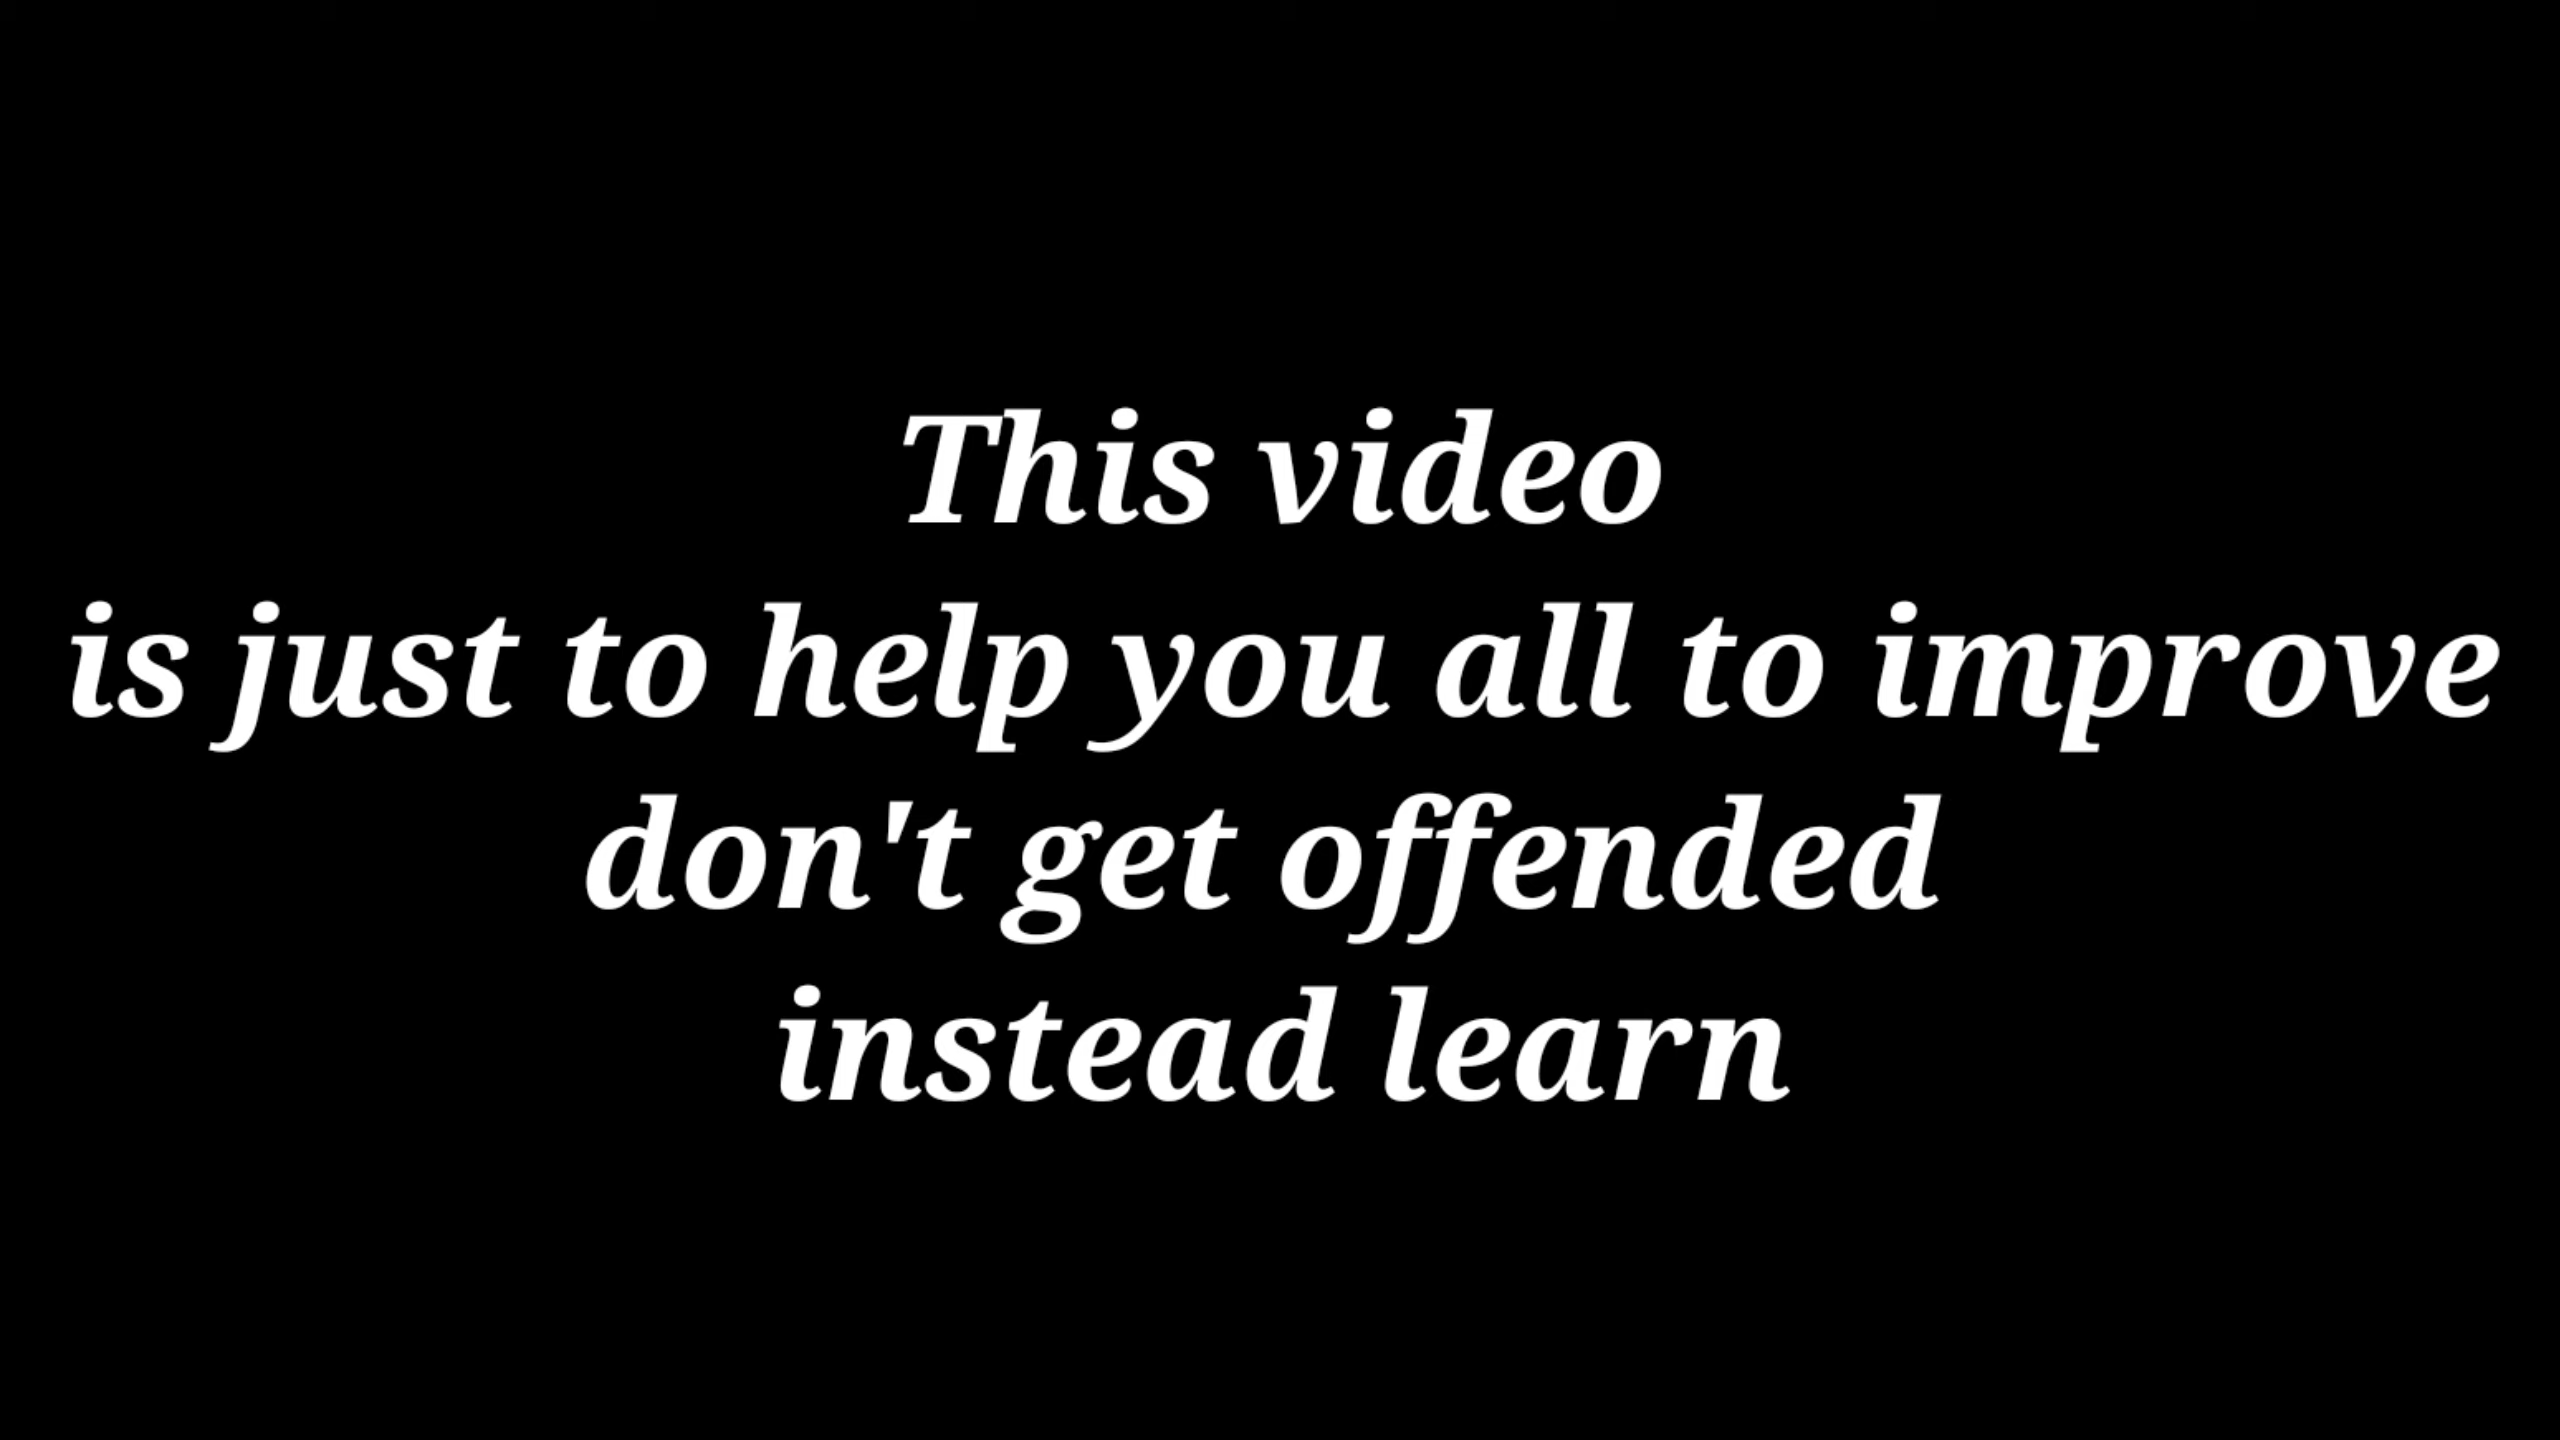 This video
is just to help you all to improve
don't get offended
instead learn